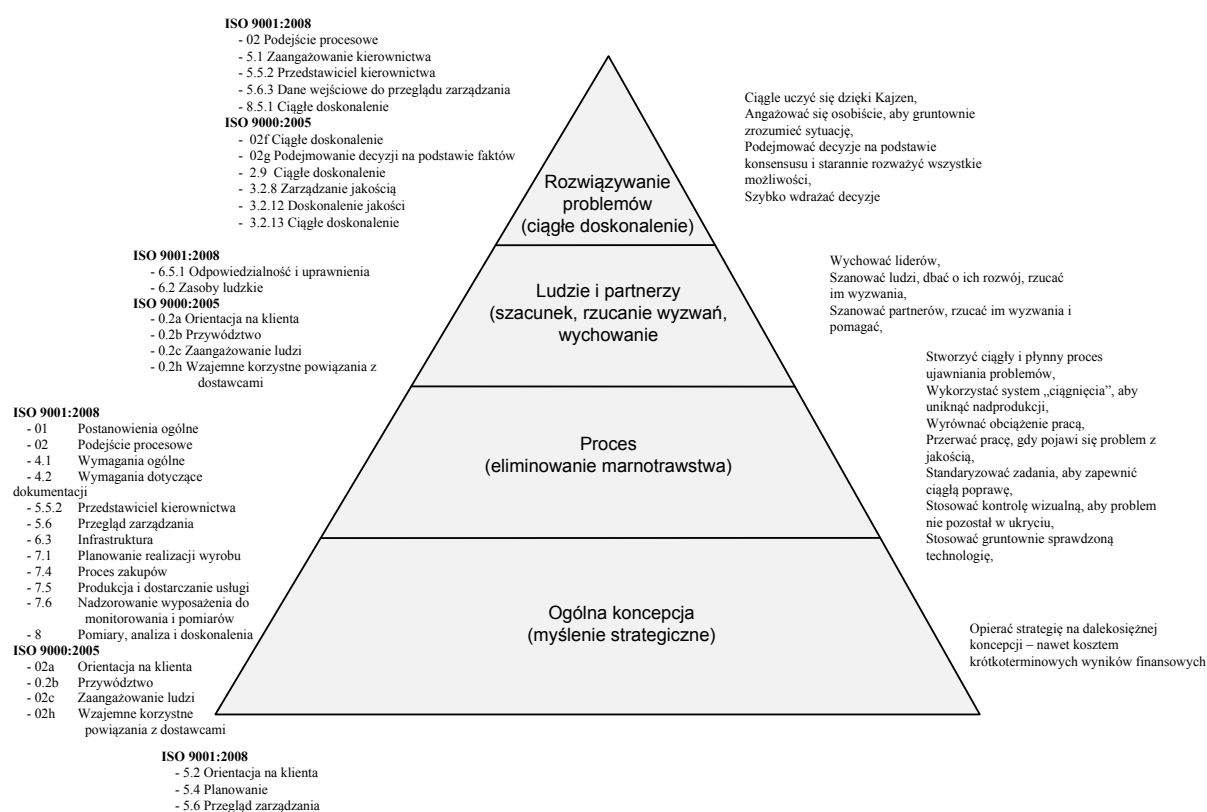 ISO 9001:2008
- 02 Podejście procesowe
- 5.1 Zaangażowanie kierownictwa
- 5.5.2 Przedstawiciel kierownictwa
- 5.6.3 Dane wejściowe do przeglądu zarządzania
- 8.5.1 Ciągłe doskonalenie
ISO 9000:2005
- 02f Ciągłe doskonalenie
- 02g Podejmowanie decyzji na podstawie faktów
- 2.9 Ciągłe doskonalenie
- 3.2.8 Zarządzanie jakością
- 3.2.12 Doskonalenie jakości
- 3.2.13 Ciągłe doskonalenie
Rozwiązywanie
problemów
(ciągłe doskonalenie)
Ciągle uczyć się dzięki Kajzen,
Angażować się osobiście, aby gruntownie
zrozumieć sytuację,
Podejmować decyzje na podstawie
konsensusu i starannie rozważyć wszystkie
możliwości,
Szybko wdrażać decyzje
ISO 9001:2008
- 6.5.1 Odpowiedzialność i uprawnienia
- 6.2 Zasoby ludzkie
ISO 9000:2005
- 0.2a Orientacja na klienta
- 0.2b Przywództwo
- 0.2c Zaangażowanie ludzi
- 0.2h Wzajemne korzystne powiązania z
dostawcami
Ludzie i partnerzy
(szacunek, rzucanie wyzwań,
wychowanie
Wychować liderów,
Szanować ludzi, dbać o ich rozwój, rzucać
im wyzwania,
Szanować partnerów, rzucać im wyzwania i
pomagać,
ISO 9001:2008
- 01 Postanowienia ogólne
- 02 Podejście procesowe
- 4.1 Wymagania ogólne
- 4.2 Wymagania dotyczące
dokumentacji
- 5.5.2 Przedstawiciel kierownictwa
- 5.6 Przegląd zarządzania
- 6.3 Infrastruktura
- 7.1 Planowanie realizacji wyrobu
- 7.4 Proces zakupów
- 7.5 Produkcja i dostarczanie usługi
- 7.6 Nadzorowanie wyposażenia do
monitorowania i pomiarów
- 8 Pomiary, analiza i doskonalenia
ISO 9000:2005
- 02a Orientacja na klienta
- 0.2b Przywództwo
- 02c Zaangażowanie ludzi
- 02h Wzajemne korzystne
powiązania z dostawcami
Proces
(eliminowanie marnotrawstwa)
Stworzyć ciągły i płynny proces
ujawniania problemów,
Wykorzystać system „ciągnięcia”, aby
uniknąć nadprodukcji,
Wyrównać obciążenie pracą,
Przerwać pracę, gdy pojawi się problem z
jakością,
Standaryzować zadania, aby zapewnić
ciągłą poprawę,
Stosować kontrolę wizualną, aby problem
nie pozostał w ukryciu,
Stosować gruntownie sprawdzoną
technologię,
Ogólna koncepcja
(myślenie strategiczne)
Opierać strategię na dalekosiężnej
koncepcji – nawet kosztem
krótkoterminowych wyników finansowych
ISO 9001:2008
- 5.2 Orientacja na klienta
- 5.4 Planowanie
- 5.6 Przegląd zarządzania